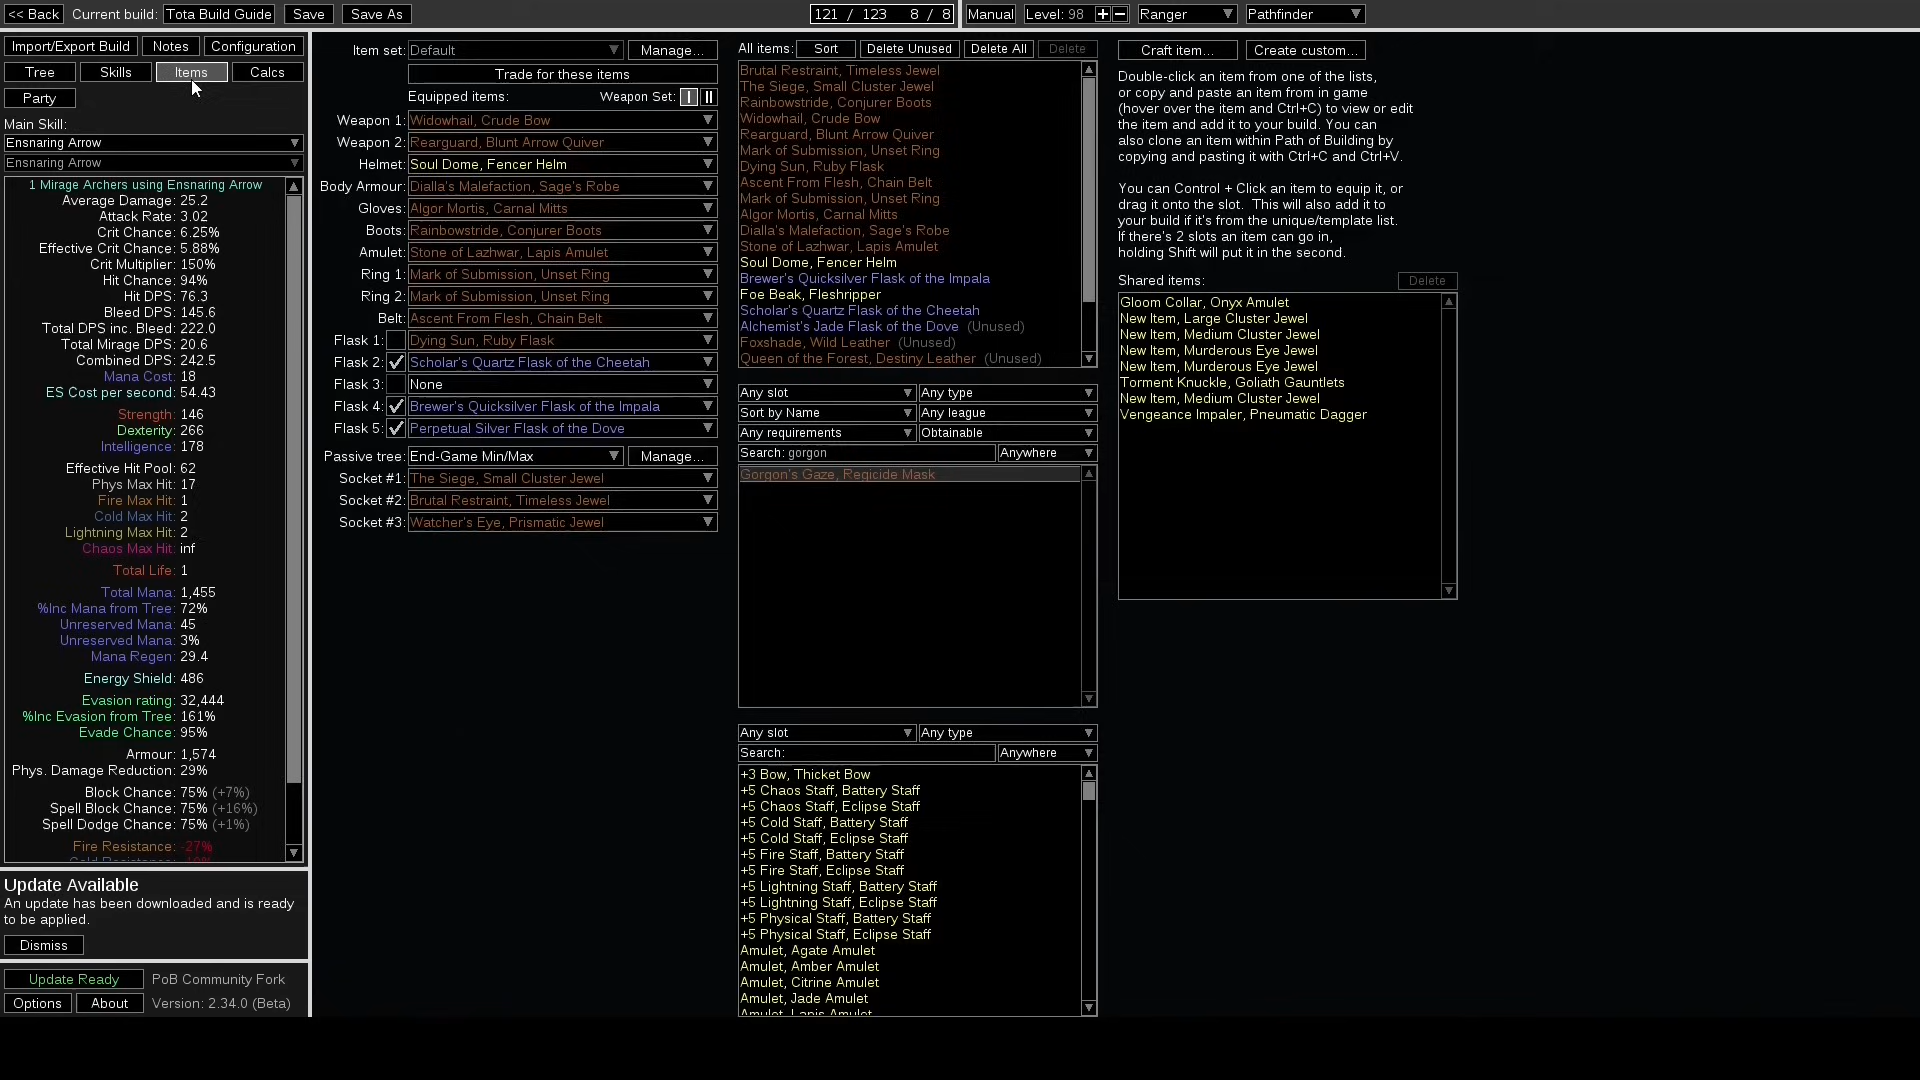 << Back Current build: Tota Build Guide Save Save As 121 / 123 8 / 8 Manual Level: 98 + − Ranger Pathfinder
Import/Export Build Notes Configuration
Tree Skills Items Calcs
Party
Main Skill:
Ensnaring Arrow
Ensnaring Arrow
1 Mirage Archers using Ensnaring Arrow
Average Damage: 25.2
Attack Rate: 3.02
Crit Chance: 6.25%
Effective Crit Chance: 5.88%
Crit Multiplier: 150%
Hit Chance: 94%
Hit DPS: 76.3
Bleed DPS: 145.6
Total DPS inc. Bleed: 222.0
Total Mirage DPS: 20.6
Combined DPS: 242.5
Mana Cost: 18
ES Cost per second: 54.43
Strength: 146
Dexterity: 266
Intelligence: 178
Effective Hit Pool: 62
Phys Max Hit: 17
Fire Max Hit: 1
Cold Max Hit: 2
Lightning Max Hit: 2
Chaos Max Hit: inf
Total Life: 1
Total Mana: 1,455
%Inc Mana from Tree: 72%
Unreserved Mana: 45
Unreserved Mana: 3%
Mana Regen: 29.4
Energy Shield: 486
Evasion rating: 32,444
%Inc Evasion from Tree: 161%
Evade Chance: 95%
Armour: 1,574
Phys. Damage Reduction: 29%
Block Chance: 75% (+7%)
Spell Block Chance: 75% (+16%)
Spell Dodge Chance: 75% (+1%)
Fire Resistance: -27%
Update Available
An update has been downloaded and is ready
to be applied.
Dismiss
Update Ready PoB Community Fork
Options About Version: 2.34.0 (Beta)
Item set: Default Manage...
Trade for these items
Equipped items: Weapon Set: I II
Weapon 1: Widowhail, Crude Bow
Weapon 2: Rearguard, Blunt Arrow Quiver
Helmet: Soul Dome, Fencer Helm
Body Armour: Dialla's Malefaction, Sage's Robe
Gloves: Algor Mortis, Carnal Mitts
Boots: Rainbowstride, Conjurer Boots
Amulet: Stone of Lazhwar, Lapis Amulet
Ring 1: Mark of Submission, Unset Ring
Ring 2: Mark of Submission, Unset Ring
Belt: Ascent From Flesh, Chain Belt
Flask 1: Dying Sun, Ruby Flask
Flask 2: Scholar's Quartz Flask of the Cheetah
Flask 3: None
Flask 4: Brewer's Quicksilver Flask of the Impala
Flask 5: Perpetual Silver Flask of the Dove
Passive tree: End-Game Min/Max Manage...
Socket #1: The Siege, Small Cluster Jewel
Socket #2: Brutal Restraint, Timeless Jewel
Socket #3: Watcher's Eye, Prismatic Jewel
All items: Sort Delete Unused Delete All Delete
Brutal Restraint, Timeless Jewel
The Siege, Small Cluster Jewel
Rainbowstride, Conjurer Boots
Widowhail, Crude Bow
Rearguard, Blunt Arrow Quiver
Mark of Submission, Unset Ring
Dying Sun, Ruby Flask
Ascent From Flesh, Chain Belt
Mark of Submission, Unset Ring
Algor Mortis, Carnal Mitts
Dialla's Malefaction, Sage's Robe
Stone of Lazhwar, Lapis Amulet
Soul Dome, Fencer Helm
Brewer's Quicksilver Flask of the Impala
Foe Beak, Fleshripper
Scholar's Quartz Flask of the Cheetah
Alchemist's Jade Flask of the Dove (Unused)
Foxshade, Wild Leather (Unused)
Queen of the Forest, Destiny Leather (Unused)
Any slot Any type
Sort by Name Any league
Any requirements Obtainable
Search: gorgon Anywhere
Gorgon's Gaze, Regicide Mask
Any slot Any type
Search: Anywhere
+3 Bow, Thicket Bow
+5 Chaos Staff, Battery Staff
+5 Chaos Staff, Eclipse Staff
+5 Cold Staff, Battery Staff
+5 Cold Staff, Eclipse Staff
+5 Fire Staff, Battery Staff
+5 Fire Staff, Eclipse Staff
+5 Lightning Staff, Battery Staff
+5 Lightning Staff, Eclipse Staff
+5 Physical Staff, Battery Staff
+5 Physical Staff, Eclipse Staff
Amulet, Agate Amulet
Amulet, Amber Amulet
Amulet, Citrine Amulet
Amulet, Jade Amulet
Amulet, Lapis Amulet
Craft item... Create custom...
Double-click an item from one of the lists,
or copy and paste an item from in game
(hover over the item and Ctrl+C) to view or edit
the item and add it to your build. You can
also clone an item within Path of Building by
copying and pasting it with Ctrl+C and Ctrl+V.
You can Control + Click an item to equip it, or
drag it onto the slot. This will also add it to
your build if it's from the unique/template list.
If there's 2 slots an item can go in,
holding Shift will put it in the second.
Shared items: Delete
Gloom Collar, Onyx Amulet
New Item, Large Cluster Jewel
New Item, Medium Cluster Jewel
New Item, Murderous Eye Jewel
New Item, Murderous Eye Jewel
Torment Knuckle, Goliath Gauntlets
New Item, Medium Cluster Jewel
Vengeance Impaler, Pneumatic Dagger